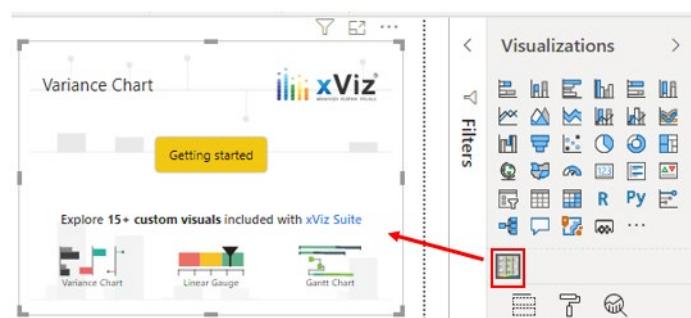 Variance Chart
xViz
Getting started
Explore 15+ custom visuals included with xViz Suite
Variance Chart
Linear Gauge
Gantt Chart
Filters
Visualizations
123
R
Py